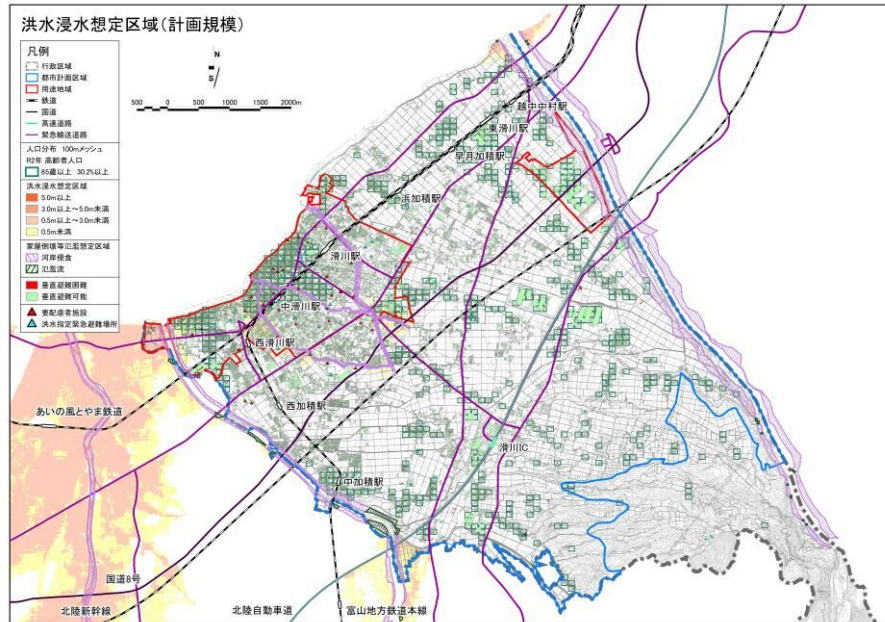 洪水浸水想定区域(計画規模)
凡例
行政区域
都市計画区域
用途地域
鉄道
国道
高速道路
緊急輸送道路
人口分布 100mメッシュ
R2年 高齢者人口
65歳以上 30.2%以上
洪水浸水想定区域
5.0m以上
3.0m以上~5.0m未満
0.5m以上~3.0m未満
0.5m未満
家屋倒壊等氾濫想定区域
河岸侵食
氾濫流
垂直避難困難
垂直避難可能
要配慮者施設
洪水指定緊急避難場所
N
S
500 0 500 1000 1500 2000m
越中中村駅
東滑川駅
早月加積駅
浜加積駅
滑川駅
中滑川駅
西滑川駅
西加積駅
あいの風とやま鉄道
滑川IC
中加積駅
国道8号
北陸新幹線
北陸自動車道
富山地方鉄道本線